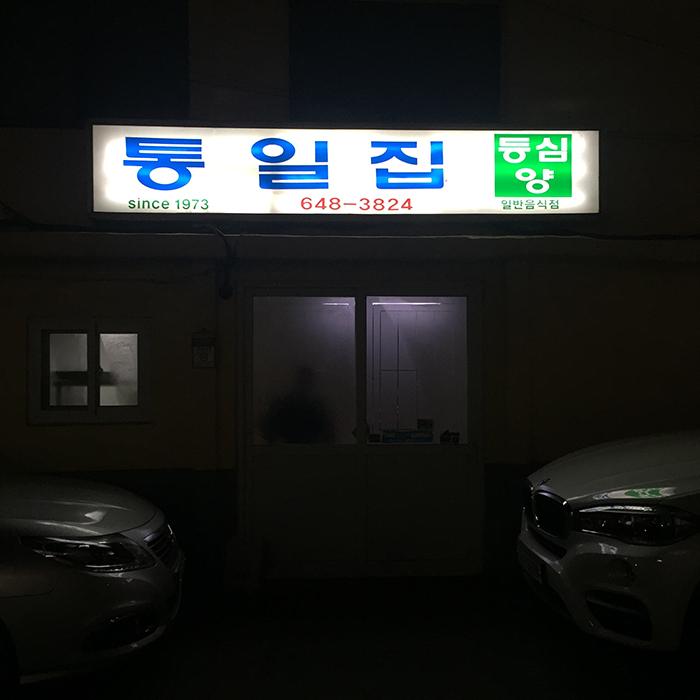 통일집
since 1973
648-3824
등심
양
일반음식점